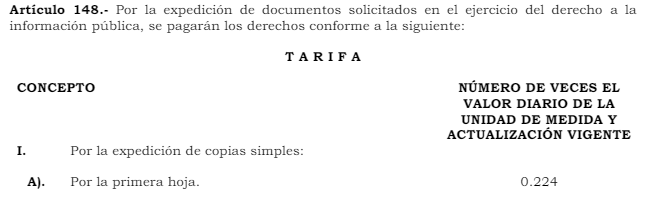 Artículo 148.- Por la expedición de documentos solicitados en el ejercicio del derecho a la
información pública, se pagarán los derechos conforme a la siguiente:
T A R I F A
CONCEPTO
NÚMERO DE VECES EL
VALOR DIARIO DE LA
UNIDAD DE MEDIDA Y
ACTUALIZACIÓN VIGENTE
I. Por la expedición de copias simples:
A). Por la primera hoja. 0.224